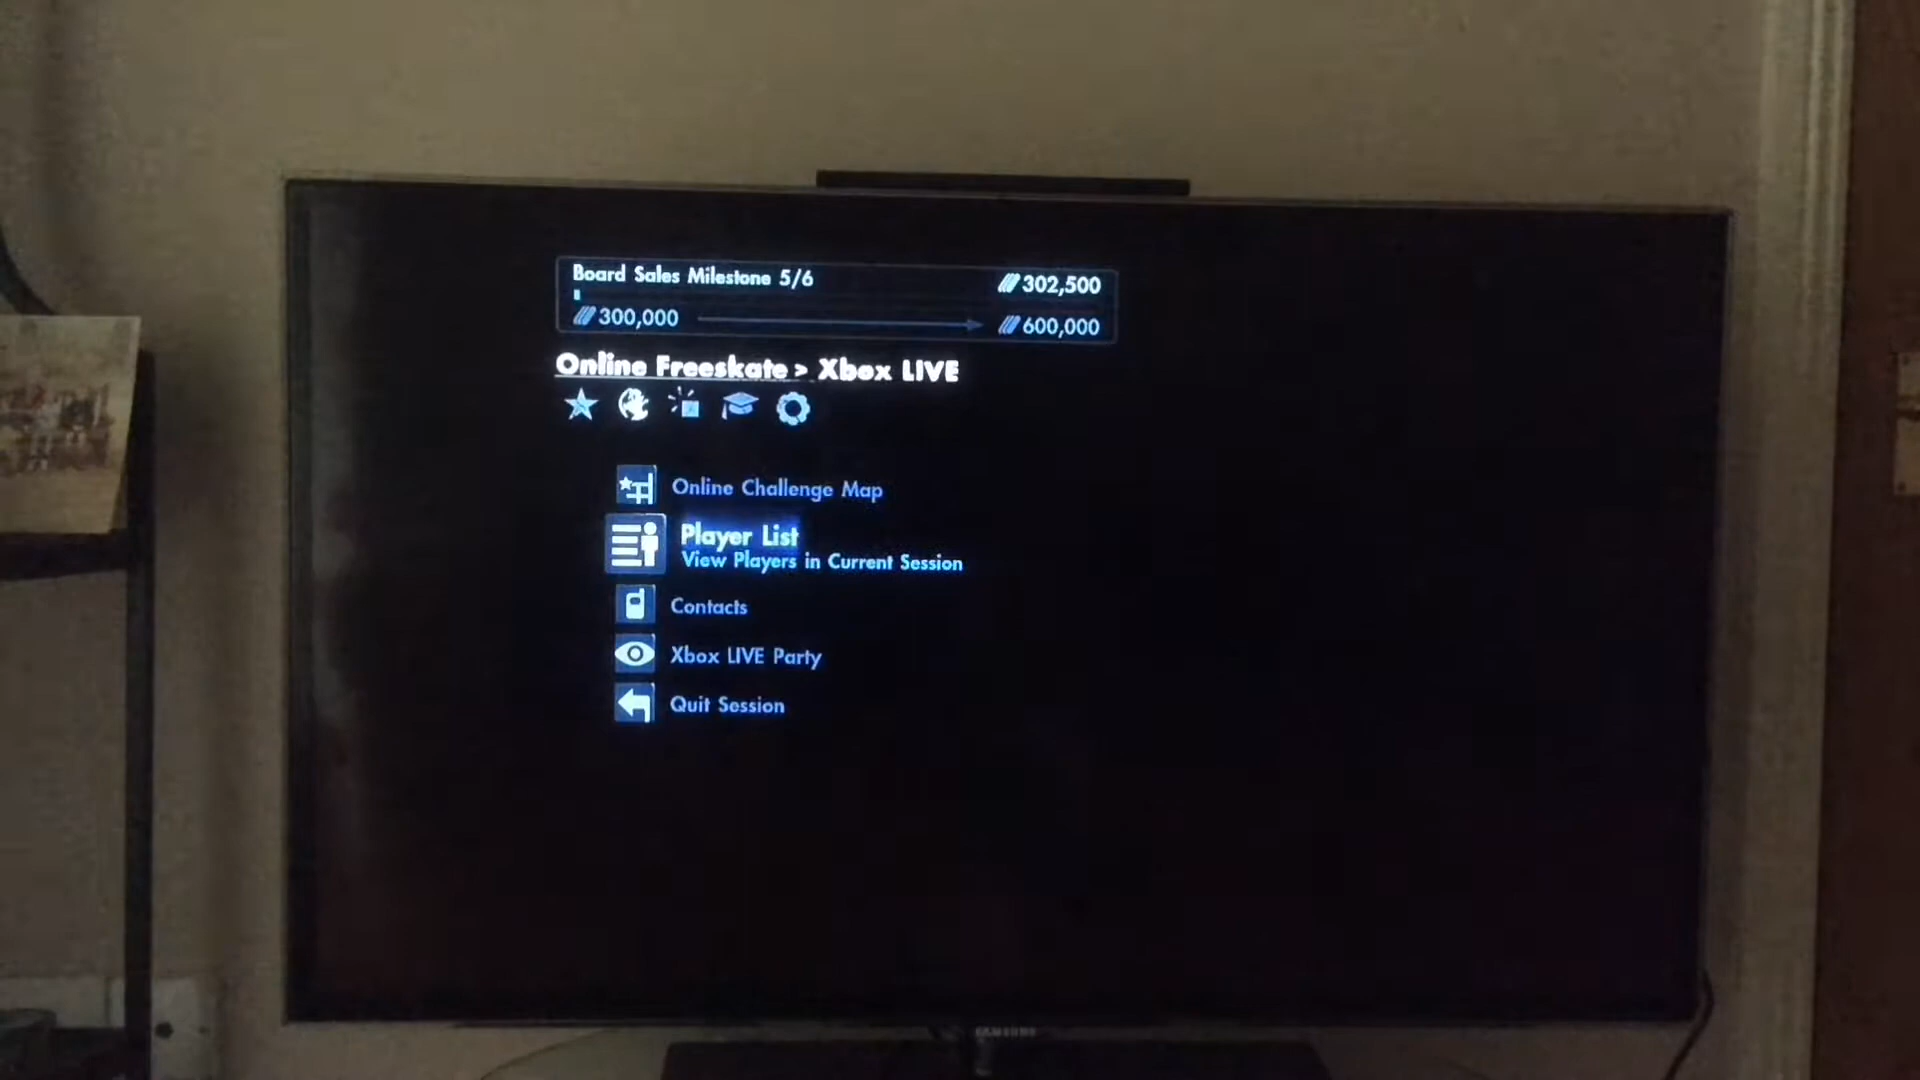 Board Sales Milestone 5/6
302,500
300,000
600,000
Online Freeskate > Xbox LIVE
Online Challenge Map
Player List
View Players in Current Session
Contacts
Xbox LIVE Party
Quit Session
SAMSUNG